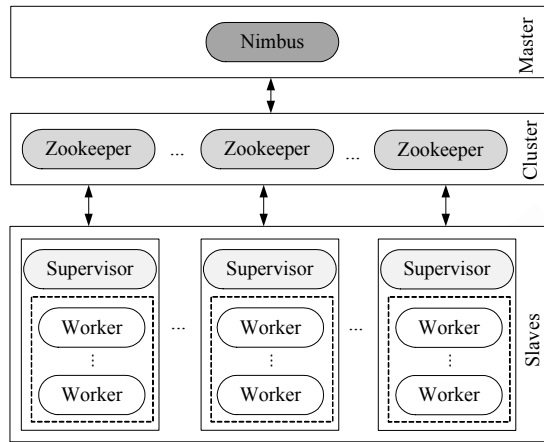 Nimbus
Master
Zookeeper ... Zookeeper ... Zookeeper
Cluster
Supervisor Supervisor Supervisor
Worker ... Worker ... Worker
Worker Worker Worker
Slaves